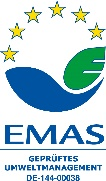 EMAS
GEPRÜFTES
UMWELTMANAGEMENT
DE-144-00038